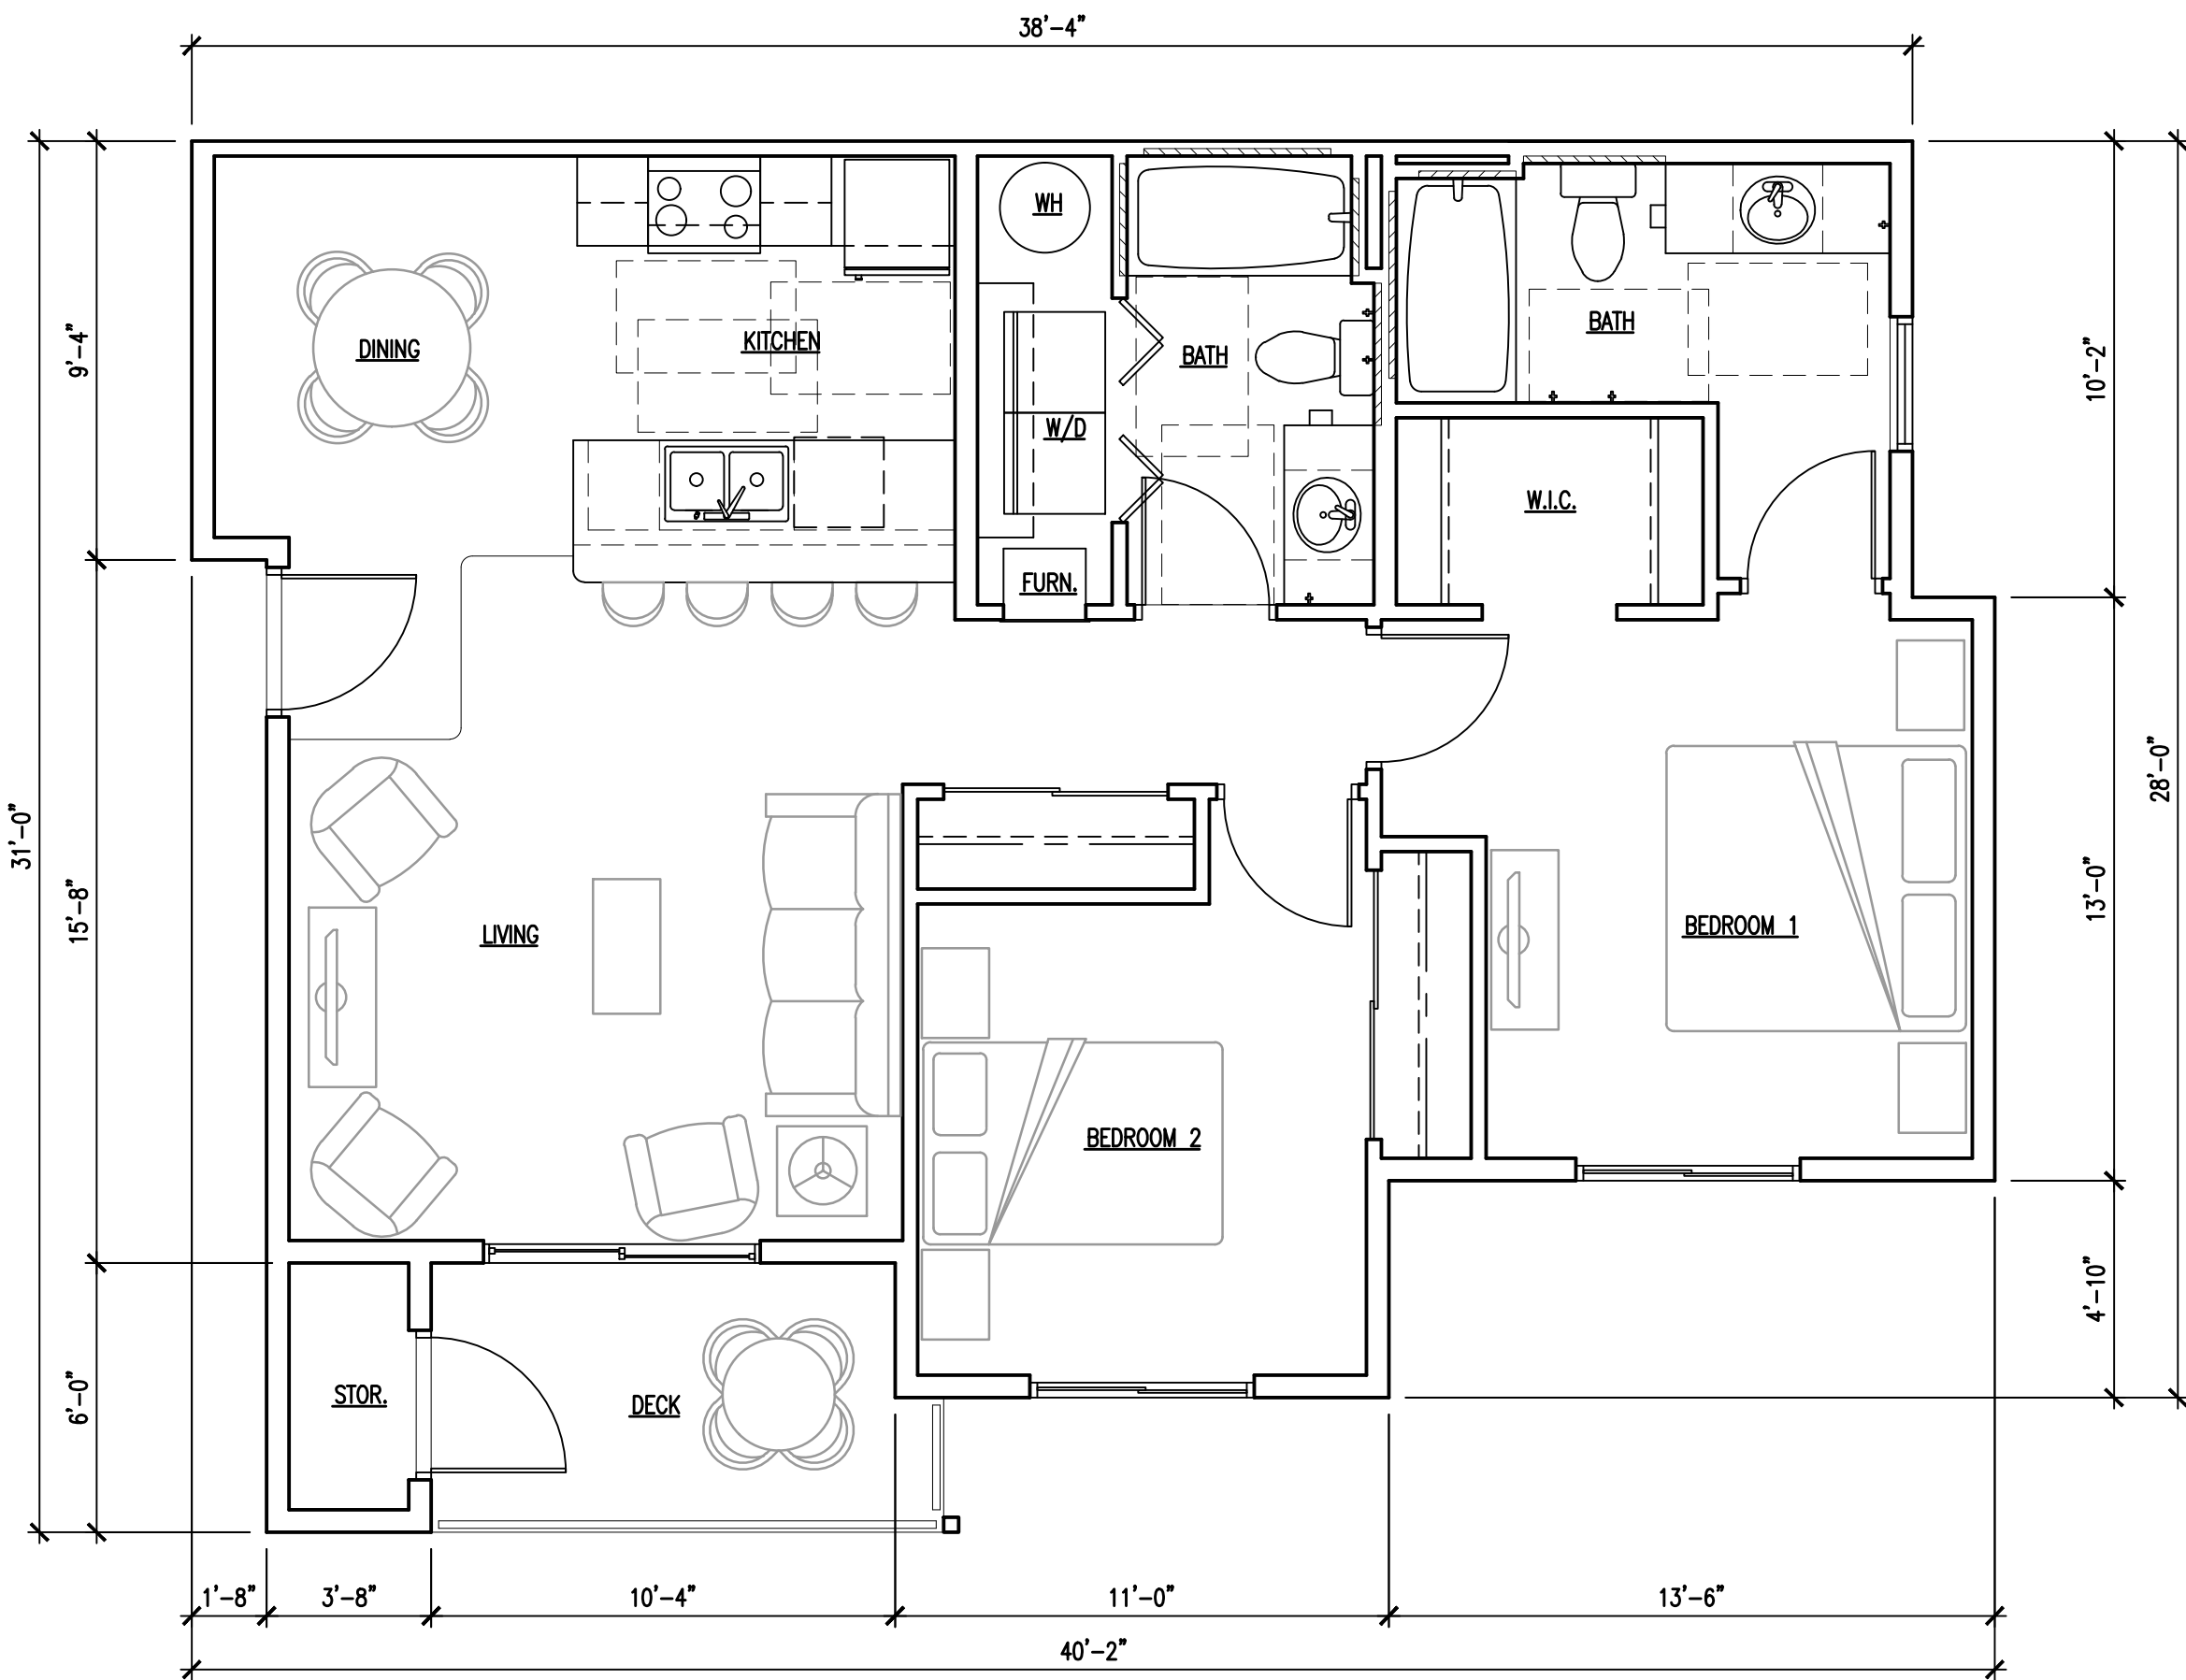 38'-4"
WH
DINING
KITCHEN
BATH
BATH
9'-4"
10'-2"
W/D
W.I.C.
FURN.
28'-0"
31'-0"
15'-8"
LIVING
13'-0"
BEDROOM 1
BEDROOM 2
4'-10"
6'-0"
STOR.
DECK
1'-8"
3'-8"
10'-4"
11'-0"
13'-6"
40'-2"